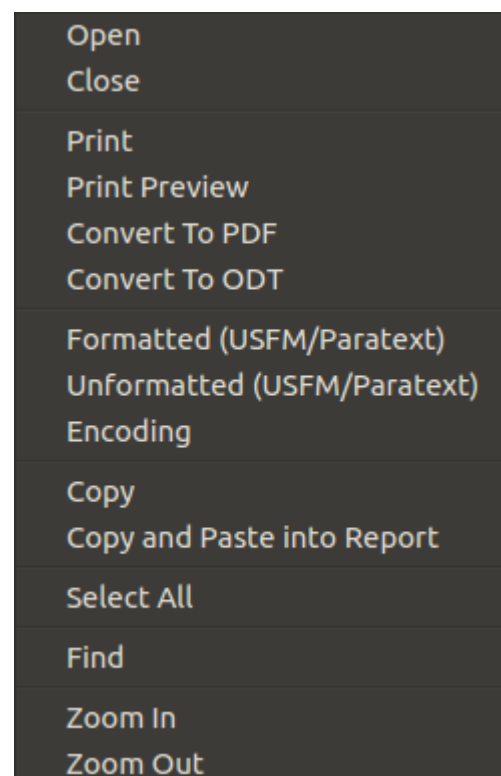 Open
Close
Print
Print Preview
Convert To PDF
Convert To ODT
Formatted (USFM/Paratext)
Unformatted (USFM/Paratext)
Encoding
Copy
Copy and Paste into Report
Select All
Find
Zoom In
Zoom Out